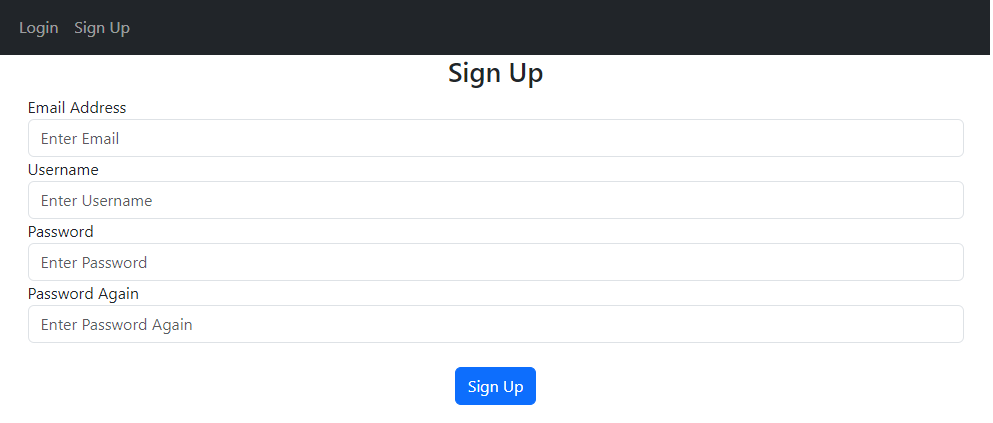 Login Sign Up
Sign Up
Email Address
Enter Email
Username
Enter Username
Password
Enter Password
Password Again
Enter Password Again
Sign Up